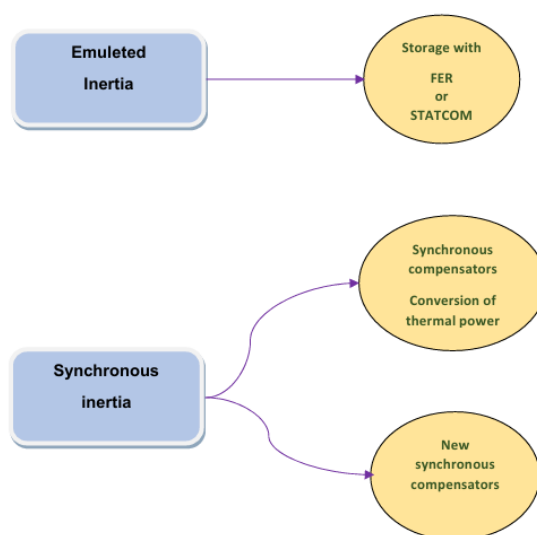 Emuleted
Inertia
Storage with
FER
or
STATCOM
Synchronous
compensators
Conversion of
thermal power
Synchronous
inertia
New
synchronous
compensators